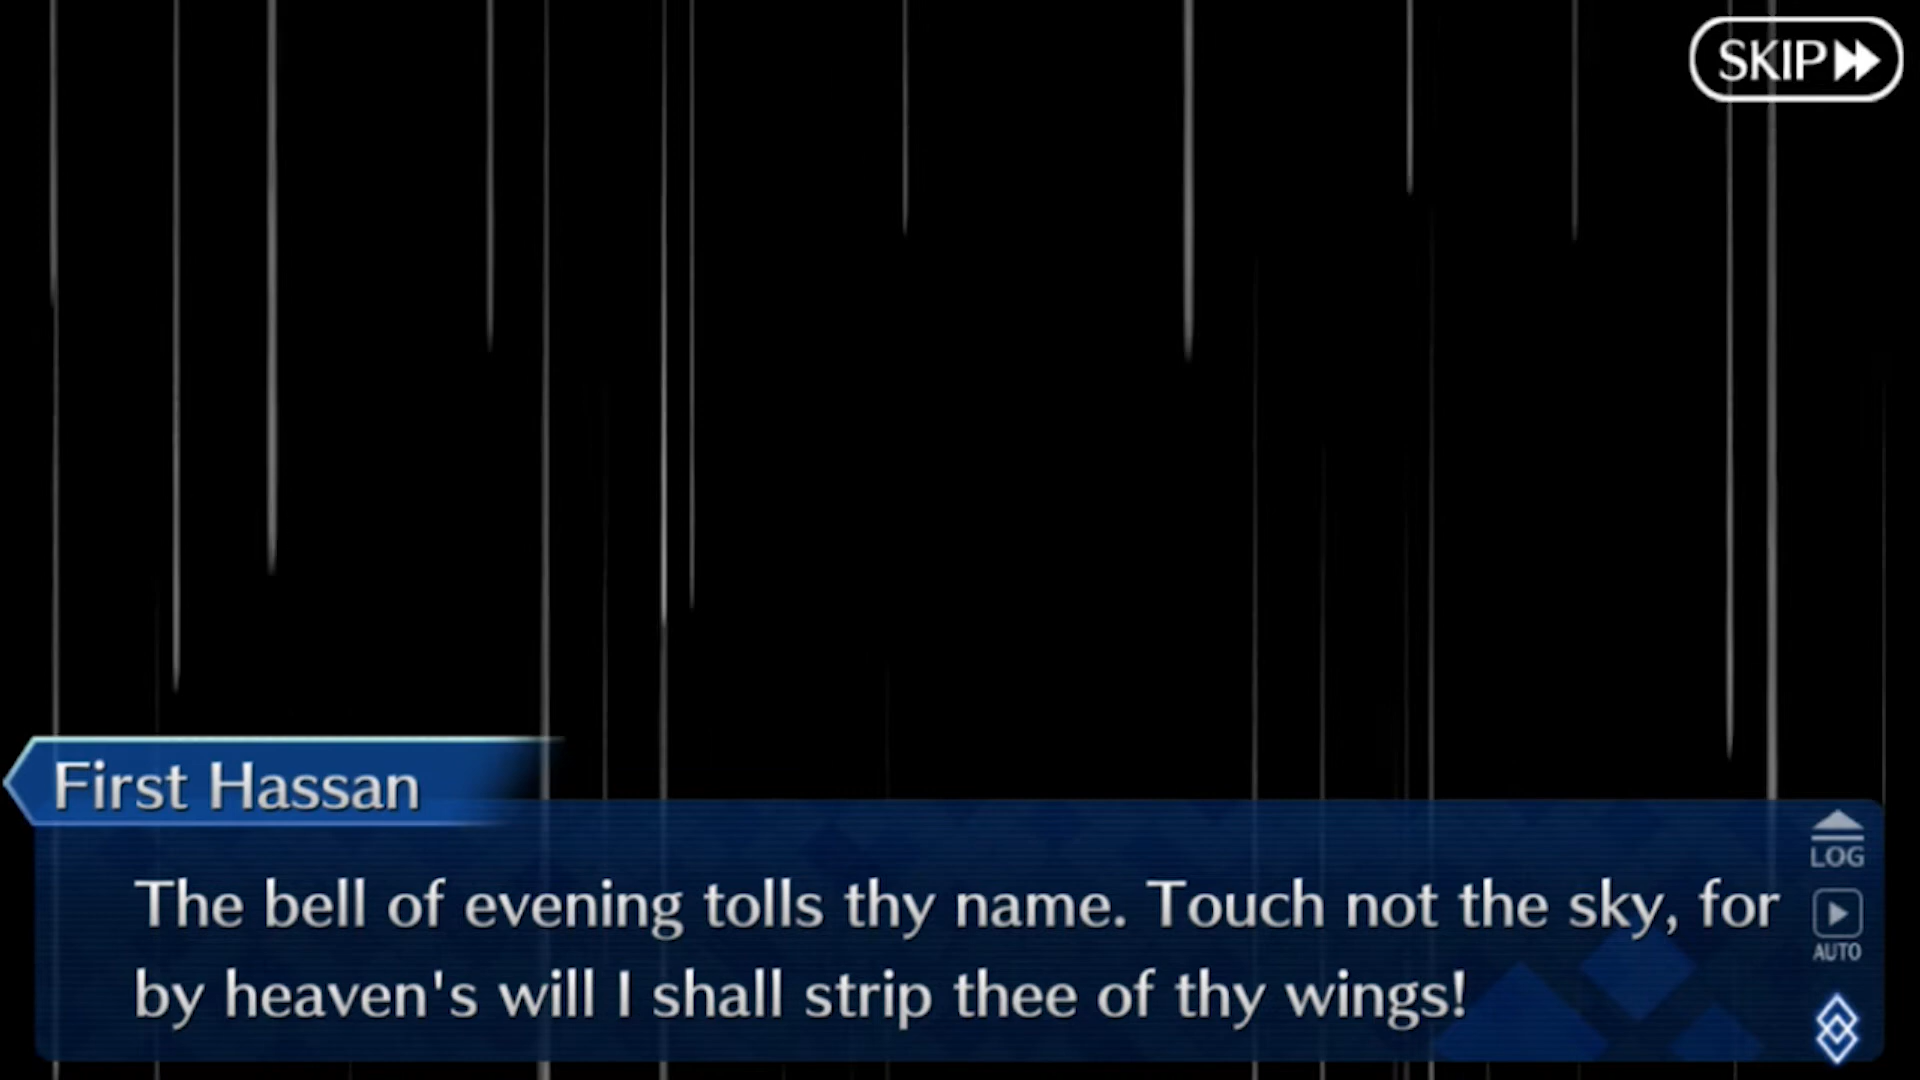 SKIP
First Hassan
The bell of evening tolls thy name. Touch not the sky, for
by heaven's will I shall strip thee of thy wings!
LOG
AUTO